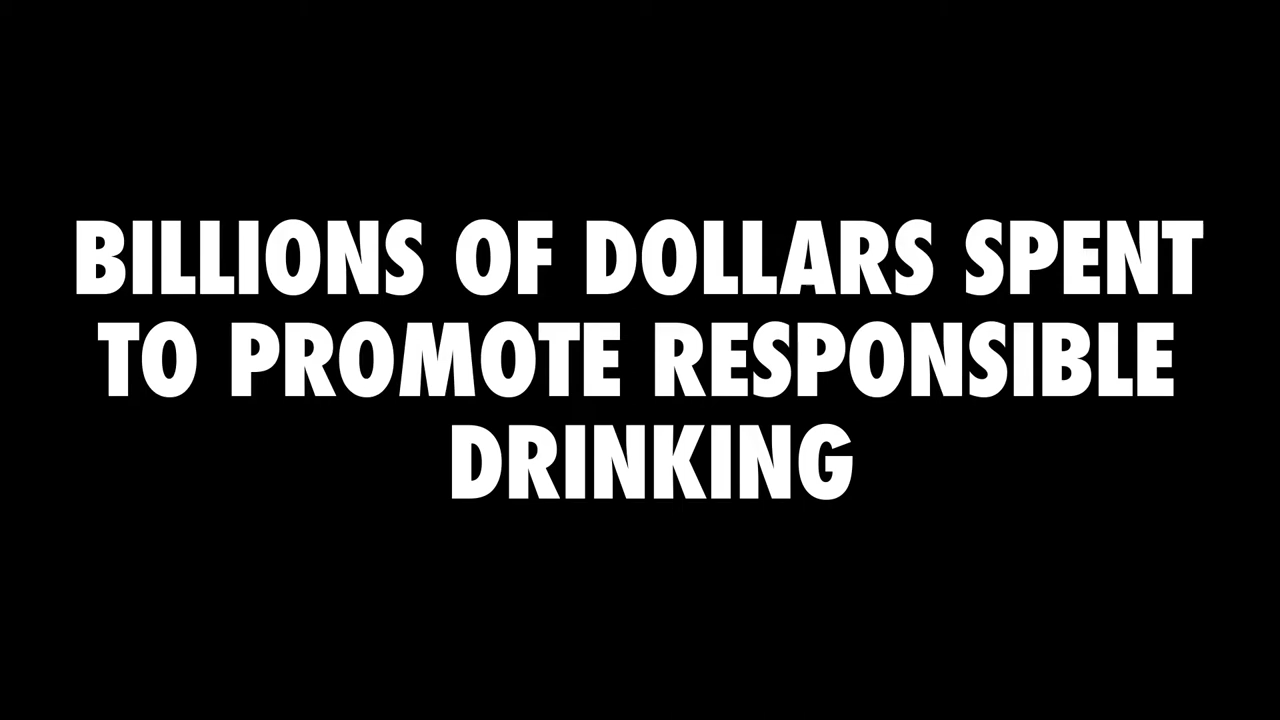 BILLIONS OF DOLLARS SPENT
TO PROMOTE RESPONSIBLE
DRINKING